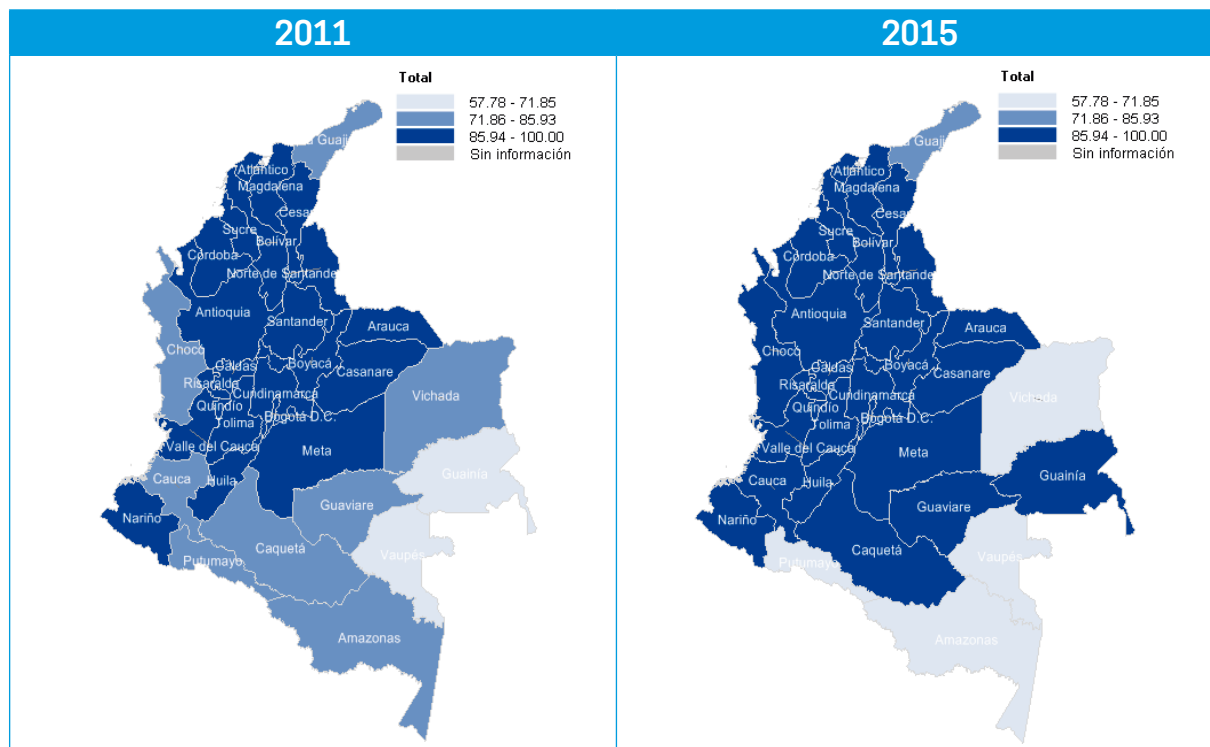 2011
Total
57.78 - 71.85
71.86 - 85.93
85.94 - 100.00
Sin información
Guaji
Atlántico
Magdalena
Cesar
Sucre
Bolívar
Córdoba
Norte de Santander
Antioquia
Santander
Arauca
Chocó
Caldas
Boyacá
Casanare
Risaralda
Cundinamarca
Vichada
Quindío
Bogotá D.C.
Tolima
Valle del Cauca
Meta
Cauca
Huila
Guainía
Guaviare
Nariño
Caquetá
Vaupés
Putumayo
Amazonas
2015
Total
57.78 - 71.85
71.86 - 85.93
85.94 - 100.00
Sin información
Guaji
Atlántico
Magdalena
Cesar
Sucre
Bolívar
Córdoba
Norte de Santander
Antioquia
Santander
Arauca
Chocó
Caldas
Boyacá
Casanare
Risaralda
Cundinamarca
Vichada
Quindío
Bogotá D.C.
Tolima
Valle del Cauca
Meta
Cauca
Huila
Guainía
Guaviare
Nariño
Caquetá
Vaupés
Putumayo
Amazonas